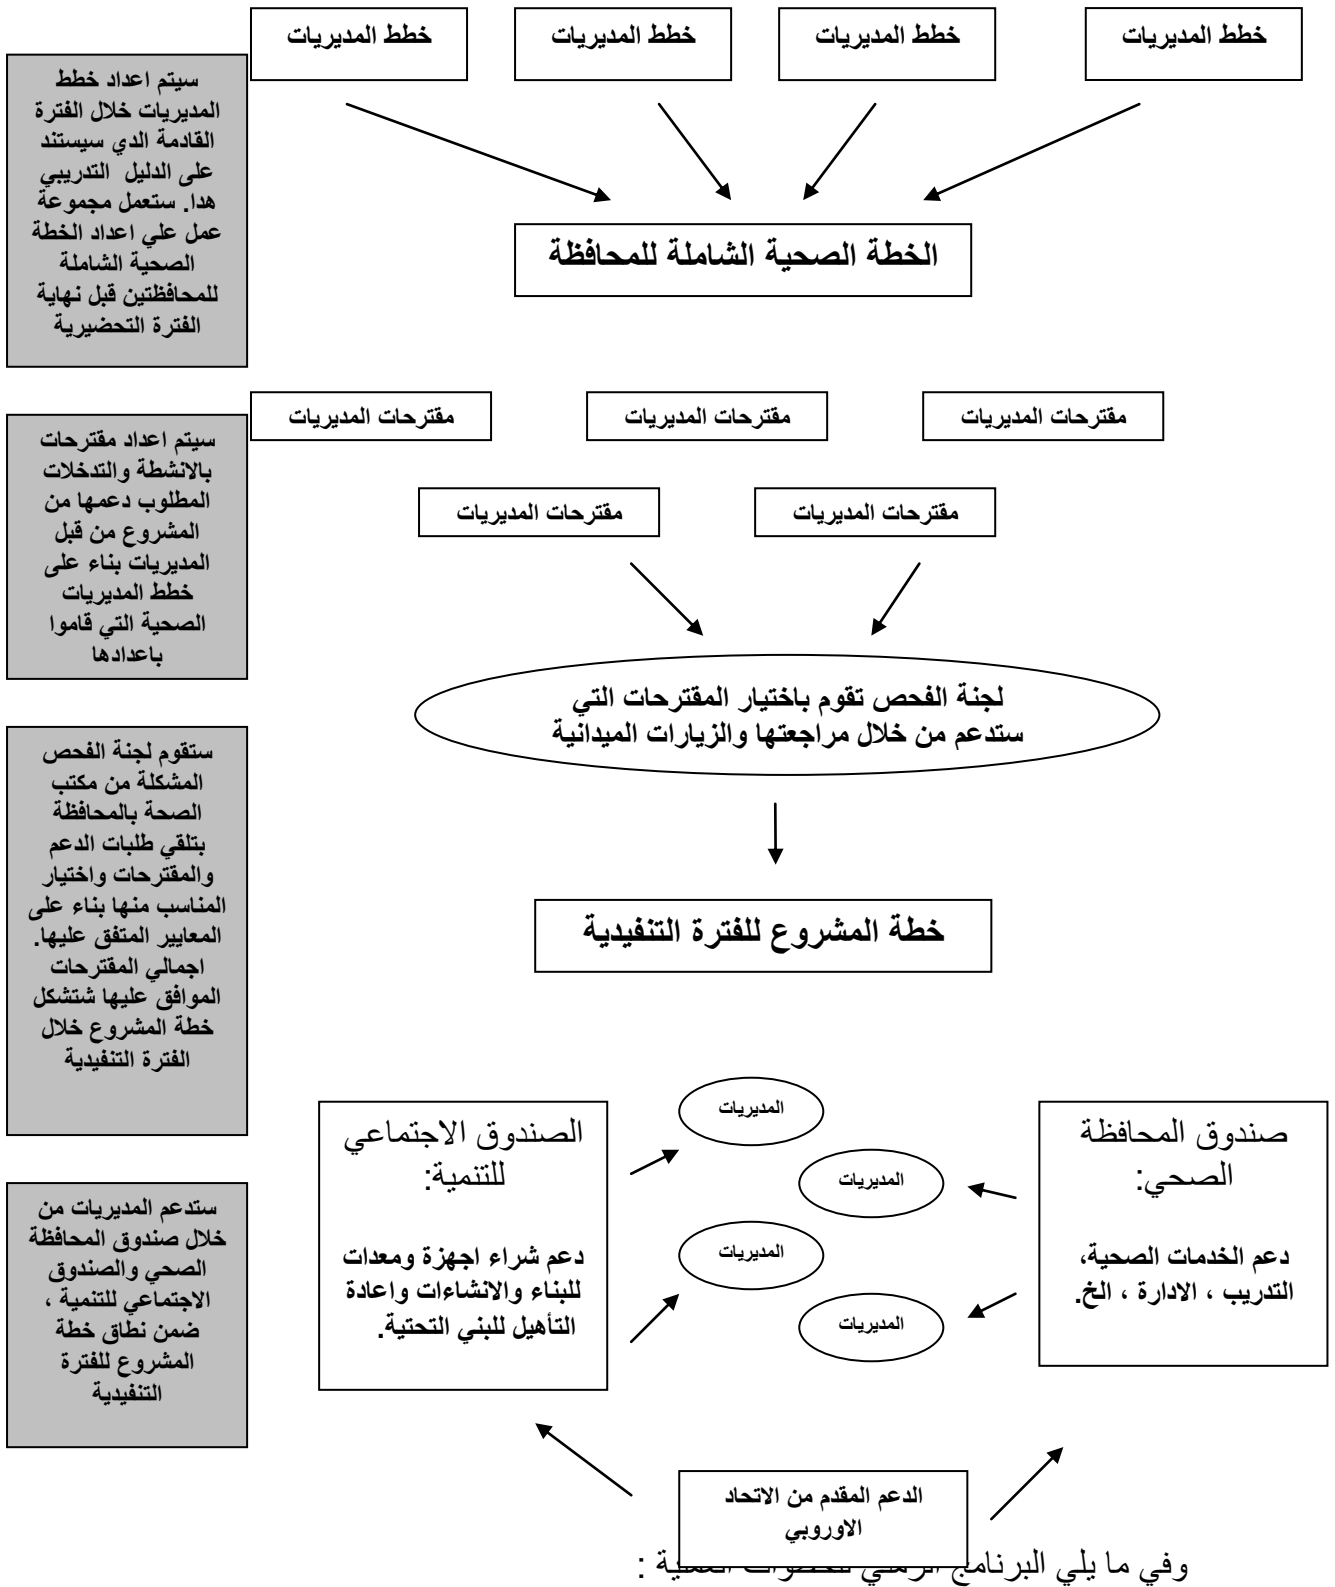 خطط المديريات
خطط المديريات
خطط المديريات
خطط المديريات
سيتم اعداد خطط
المديريات خلال الفترة
القادمة الدي سيستند
على الدليل التدريبي
هدا. ستعمل مجموعة
عمل علي اعداد الخطة
الصحية الشاملة
للمحافظتين قبل نهاية
الفترة التحضيرية
الخطة الصحية الشاملة للمحافظة
مقترحات المديريات
مقترحات المديريات
مقترحات المديريات
مقترحات المديريات
مقترحات المديريات
سيتم اعداد مقترحات
بالانشطة والتدخلات
المطلوب دعمها من
المشروع من قبل
المديريات بناء على
خطط المديريات
الصحية التي قاموا
باعدادها
لجنة الفحص تقوم باختيار المقترحات التي
ستدعم من خلال مراجعتها والزيارات الميدانية
ستقوم لجنة الفحص
المشكلة من مكتب
الصحة بالمحافظة
بتلقي طلبات الدعم
والمقترحات واختيار
المناسب منها بناء على
المعايير المتفق عليها.
اجمالي المقترحات
الموافق عليها شتشكل
خطة المشروع خلال
الفترة التنفيدية
خطة المشروع للفترة التنفيدية
صندوق المحافظة
الصحي:
دعم الخدمات الصحية،
التدريب ، الادارة ، الخ.
المديريات
المديريات
المديريات
المديريات
الصندوق الاجتماعي
للتنمية:
دعم شراء اجهزة ومعدات
للبناء والانشاءات واعادة
التأهيل للبني التحتية.
ستدعم المديريات من
خلال صندوق المحافظة
الصحي والصندوق
الاجتماعي للتنمية ،
ضمن نطاق خطة
المشروع للفترة
التنفيدية
الدعم المقدم من الاتحاد
الاوروبي
وفي ما يلي البرنامج :